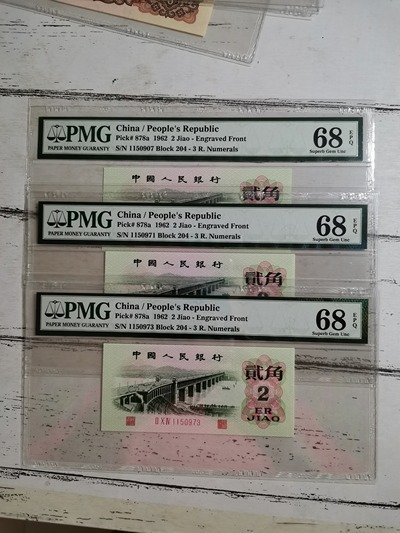 PMG
PAPER MONEY GUARANTY
China / People's Republic
Pick# 878a 1962 2 Jiao - Engraved Front
S/N 1150907 Block 204 - 3 R. Numerals
68 EPQ
Superb Gem Unc
中國人民銀行
貳角
PMG
PAPER MONEY GUARANTY
China / People's Republic
Pick# 878a 1962 2 Jiao - Engraved Front
S/N 1150971 Block 204 - 3 R. Numerals
68 EPQ
Superb Gem Unc
中國人民銀行
貳角
PMG
PAPER MONEY GUARANTY
China / People's Republic
Pick# 878a 1962 2 Jiao - Engraved Front
S/N 1150973 Block 204 - 3 R. Numerals
68 EPQ
Superb Gem Unc
中國人民銀行
貳角
2
ER
JIAO
ⅡⅩⅣ 1150973